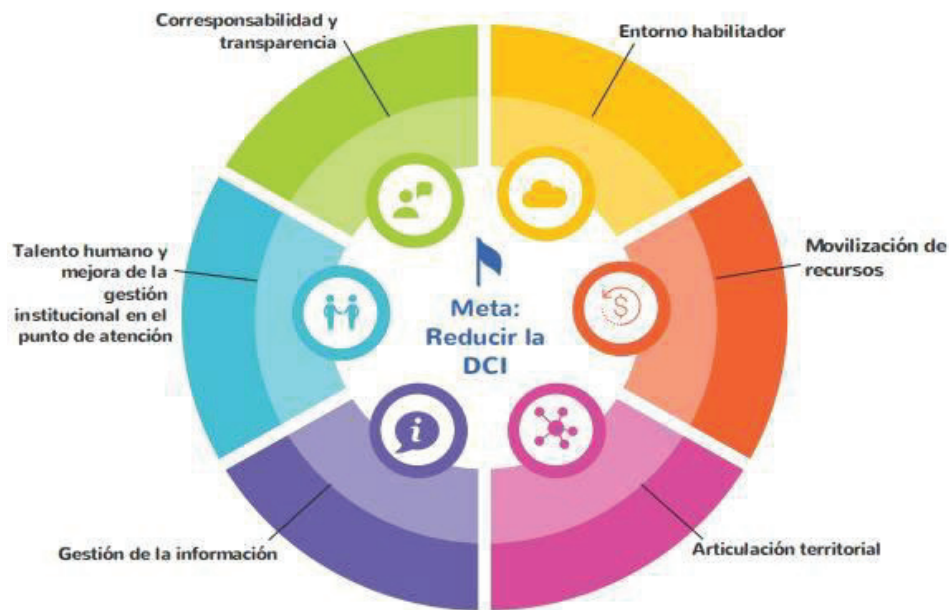 Corresponsabilidad y
transparencia
Entorno habilitador
Talento humano y
mejora de la
gestión
institucional en el
punto de atención
Movilización de
recursos
$
Meta:
Reducir la
DCI
i
Gestión de la información
Articulación territorial